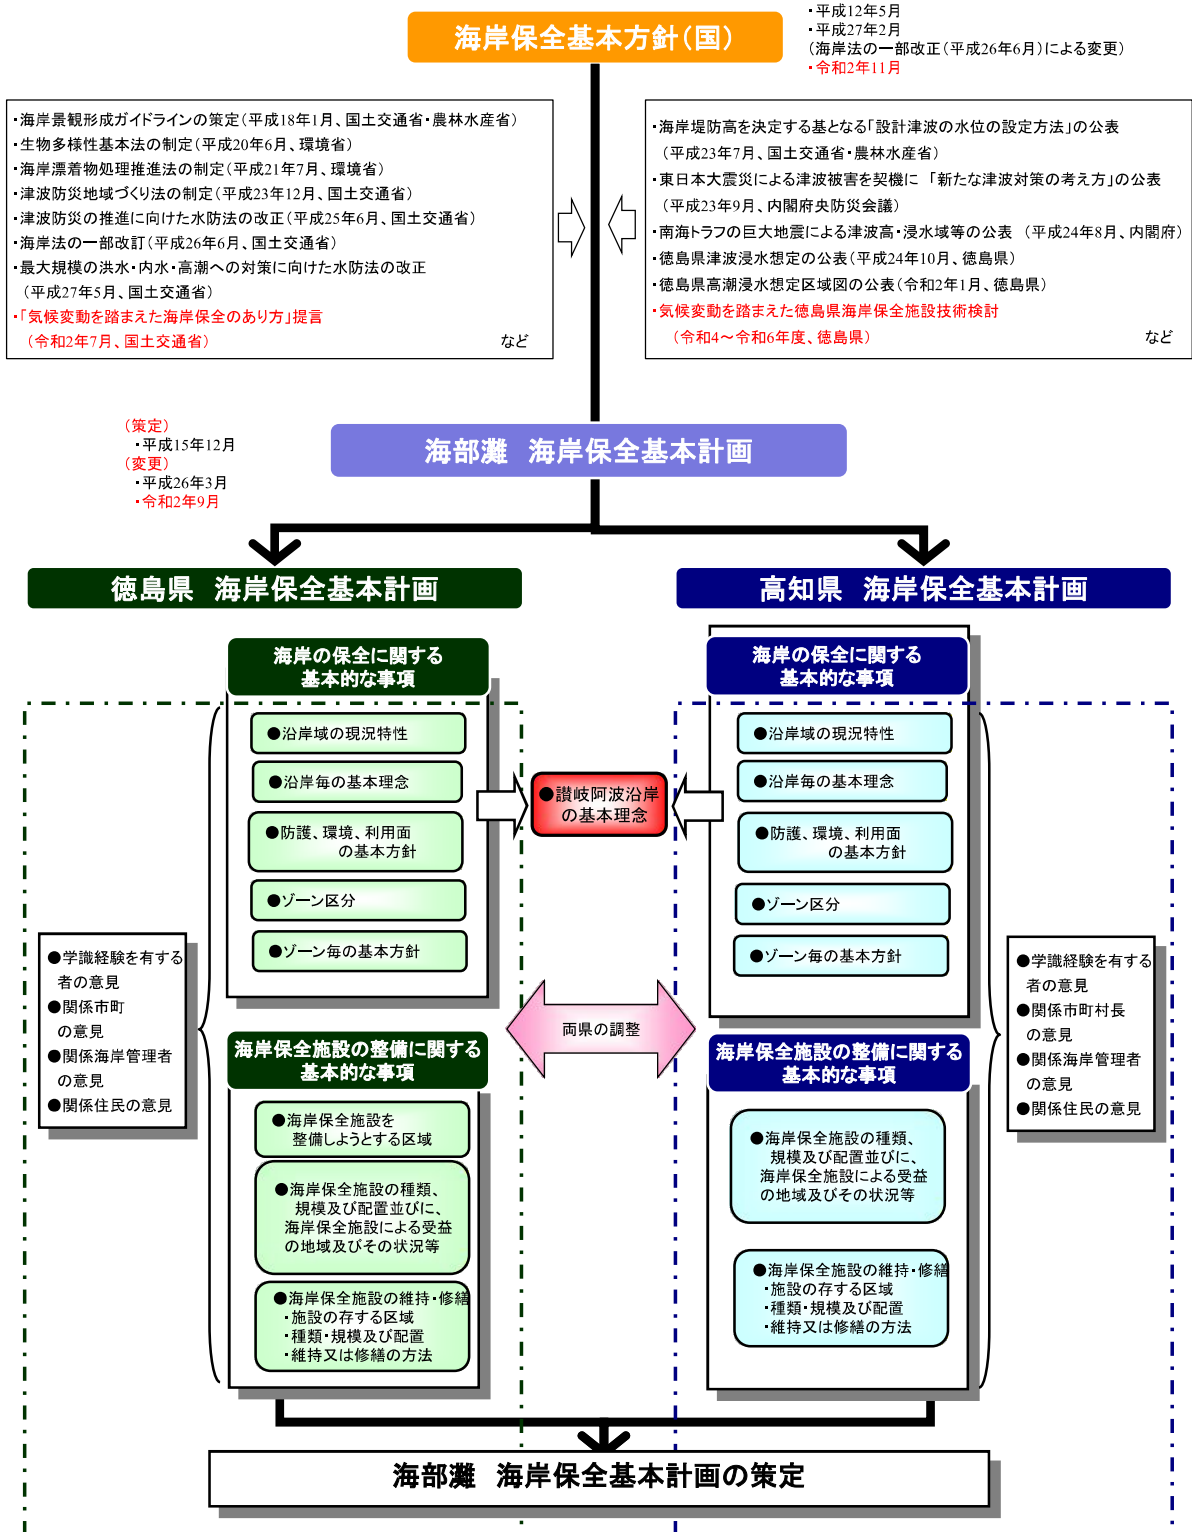 海岸保全基本方針(国)
・平成12年5月
・平成27年2月
(海岸法の一部改正(平成26年6月)による変更)
・令和2年11月
・海岸景観形成ガイドラインの策定(平成18年1月、国土交通省・農林水産省)
・生物多様性基本法の制定(平成20年6月、環境省)
・海岸漂着物処理推進法の制定(平成21年7月、環境省)
・津波防災地域づくり法の制定(平成23年12月、国土交通省)
・津波防災の推進に向けた水防法の改正(平成25年6月、国土交通省)
・海岸法の一部改訂(平成26年6月、国土交通省)
・最大規模の洪水・内水・高潮への対策に向けた水防法の改正
(平成27年5月、国土交通省)
・「気候変動を踏まえた海岸保全のあり方」提言
(令和2年7月、国土交通省)
など
・海岸堤防高を決定する基となる「設計津波の水位の設定方法」の公表
(平成23年7月、国土交通省・農林水産省)
・東日本大震災による津波被害を契機に 「新たな津波対策の考え方」の公表
(平成23年9月、内閣府央防災会議)
・南海トラフの巨大地震による津波高・浸水域等の公表 (平成24年8月、内閣府)
・徳島県津波浸水想定の公表(平成24年10月、徳島県)
・徳島県高潮浸水想定区域図の公表(令和2年1月、徳島県)
・気候変動を踏まえた徳島県海岸保全施設技術検討
(令和4～令和6年度、徳島県)
など
(策定)
・平成15年12月
(変更)
・平成26年3月
・令和2年9月
海部灘 海岸保全基本計画
徳島県 海岸保全基本計画
高知県 海岸保全基本計画
海岸の保全に関する
基本的な事項
●沿岸域の現況特性
●沿岸毎の基本理念
●防護、環境、利用面
の基本方針
●ゾーン区分
●ゾーン毎の基本方針
●讃岐阿波沿岸
の基本理念
海岸の保全に関する
基本的な事項
●沿岸域の現況特性
●沿岸毎の基本理念
●防護、環境、利用面
の基本方針
●ゾーン区分
●ゾーン毎の基本方針
●学識経験を有する
者の意見
●関係市町
の意見
●関係海岸管理者
の意見
●関係住民の意見
両県の調整
●学識経験を有する
者の意見
●関係市町村長
の意見
●関係海岸管理者
の意見
●関係住民の意見
海岸保全施設の整備に関する
基本的な事項
●海岸保全施設を
整備しようとする区域
●海岸保全施設の種類、
規模及び配置並びに、
海岸保全施設による受益
の地域及びその状況等
●海岸保全施設の維持・修繕
・施設の存する区域
・種類・規模及び配置
・維持又は修繕の方法
海岸保全施設の整備に関する
基本的な事項
●海岸保全施設の種類、
規模及び配置並びに、
海岸保全施設による受益
の地域及びその状況等
●海岸保全施設の維持・修繕
・施設の存する区域
・種類・規模及び配置
・維持又は修繕の方法
海部灘 海岸保全基本計画の策定